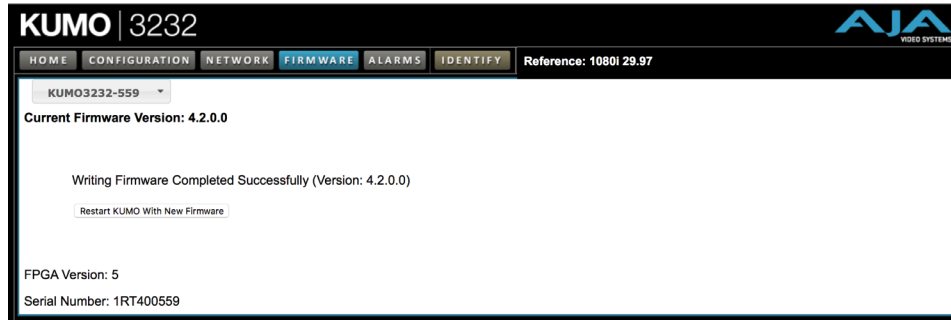 KUMO | 3232
AJA
VIDEO SYSTEMS
HOME CONFIGURATION NETWORK FIRMWARE ALARMS IDENTIFY Reference: 1080i 29.97
KUMO3232-559
Current Firmware Version: 4.2.0.0
Writing Firmware Completed Successfully (Version: 4.2.0.0)
Restart KUMO With New Firmware
FPGA Version: 5
Serial Number: 1RT400559